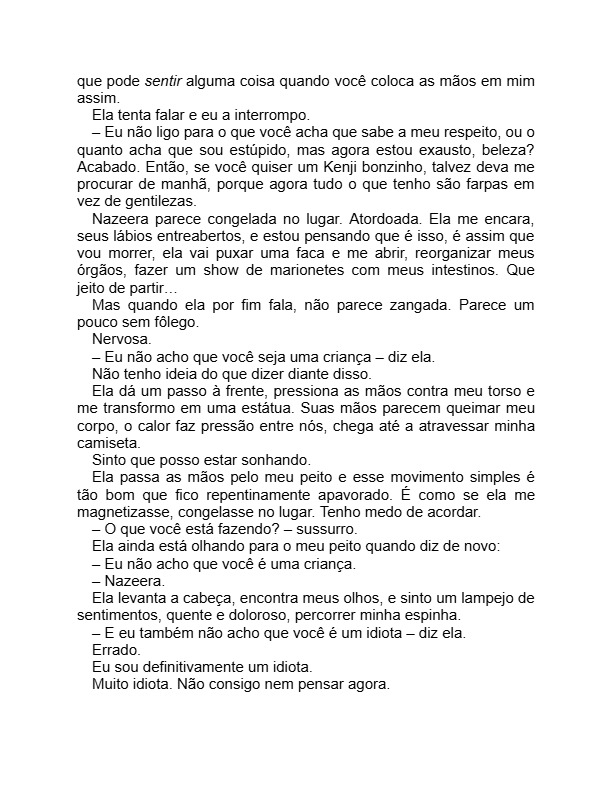 que pode sentir alguma coisa quando você coloca as mãos em mim
assim.
Ela tenta falar e eu a interrompo.
– Eu não ligo para o que você acha que sabe a meu respeito, ou o
quanto acha que sou estúpido, mas agora estou exausto, beleza?
Acabado. Então, se você quiser um Kenji bonzinho, talvez deva me
procurar de manhã, porque agora tudo o que tenho são farpas em
vez de gentilezas.
Nazeera parece congelada no lugar. Atordoada. Ela me encara,
seus lábios entreabertos, e estou pensando que é isso, é assim que
vou morrer, ela vai puxar uma faca e me abrir, reorganizar meus
órgãos, fazer um show de marionetes com meus intestinos. Que
jeito de partir…
Mas quando ela por fim fala, não parece zangada. Parece um
pouco sem fôlego.
Nervosa.
– Eu não acho que você seja uma criança – diz ela.
Não tenho ideia do que dizer diante disso.
Ela dá um passo à frente, pressiona as mãos contra meu torso e
me transformo em uma estátua. Suas mãos parecem queimar meu
corpo, o calor faz pressão entre nós, chega até a atravessar minha
camiseta.
Sinto que posso estar sonhando.
Ela passa as mãos pelo meu peito e esse movimento simples é
tão bom que fico repentinamente apavorado. É como se ela me
magnetizasse, congelasse no lugar. Tenho medo de acordar.
– O que você está fazendo? – sussurro.
Ela ainda está olhando para o meu peito quando diz de novo:
– Eu não acho que você é uma criança.
– Nazeera.
Ela levanta a cabeça, encontra meus olhos, e sinto um lampejo de
sentimentos, quente e doloroso, percorrer minha espinha.
– E eu também não acho que você é um idiota – diz ela.
Errado.
Eu sou definitivamente um idiota.
Muito idiota. Não consigo nem pensar agora.